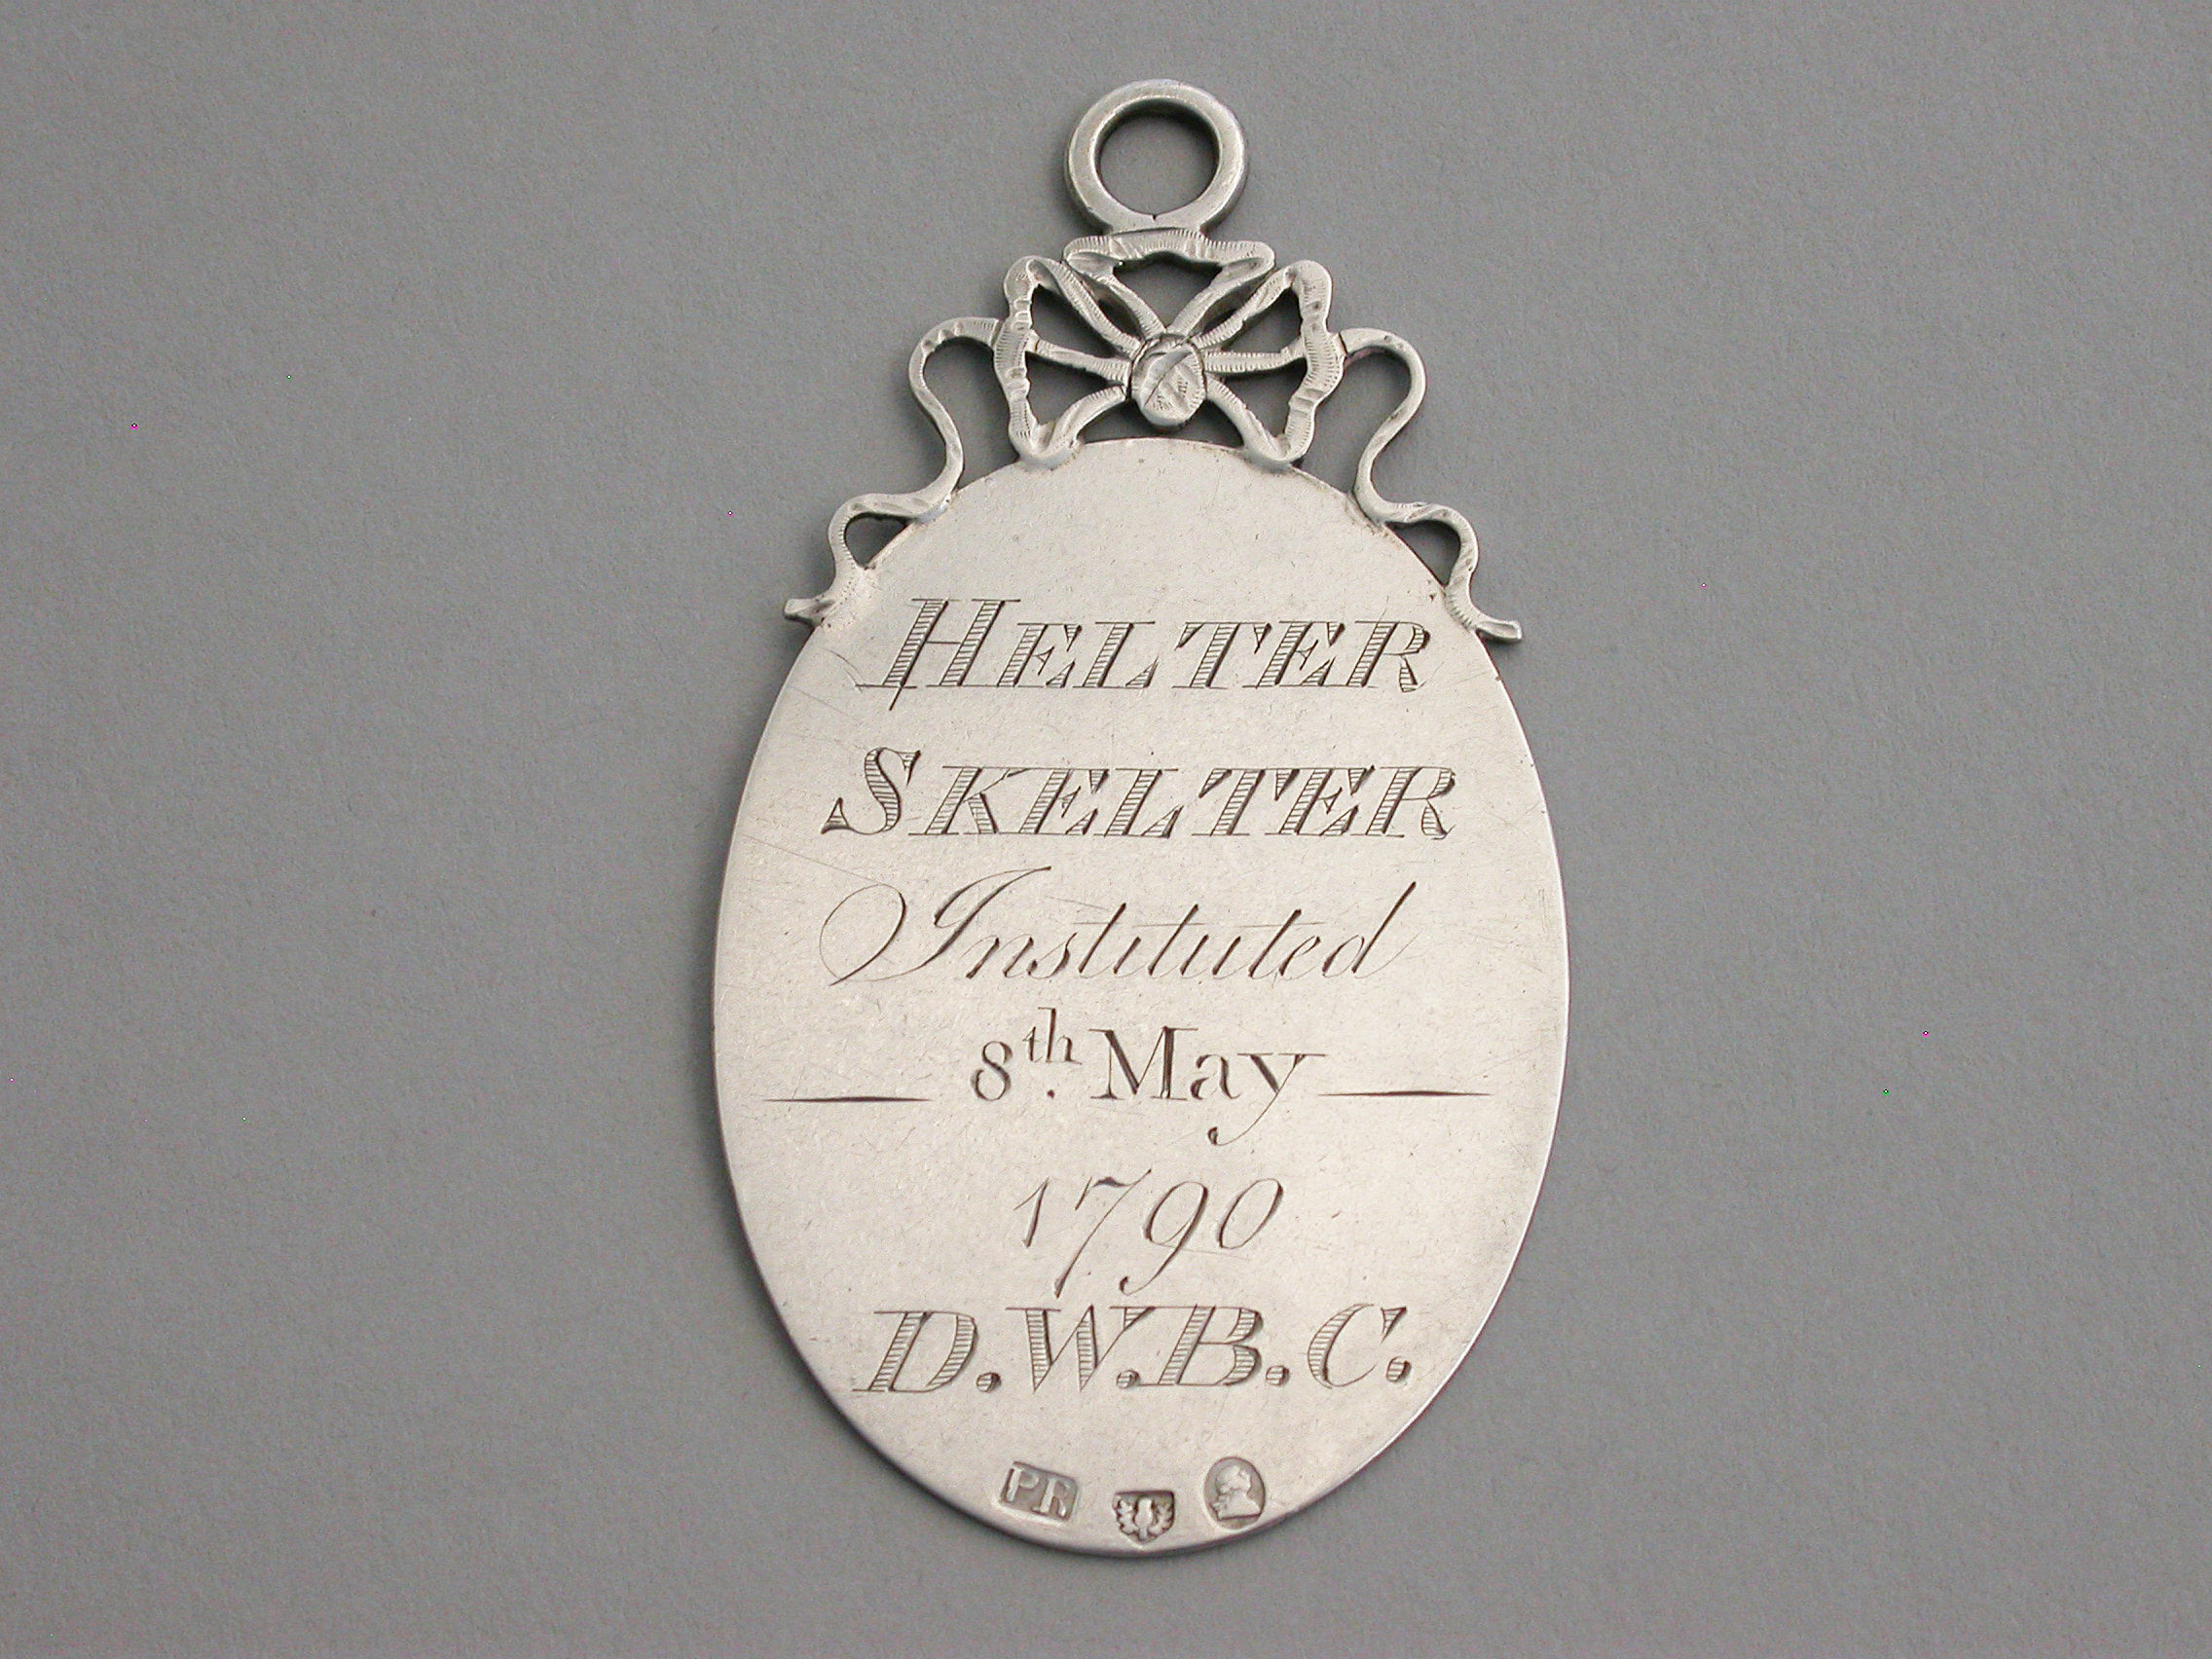 HELTER
SKELTER
Instituted
8th. May
1790
D.W.B.C.